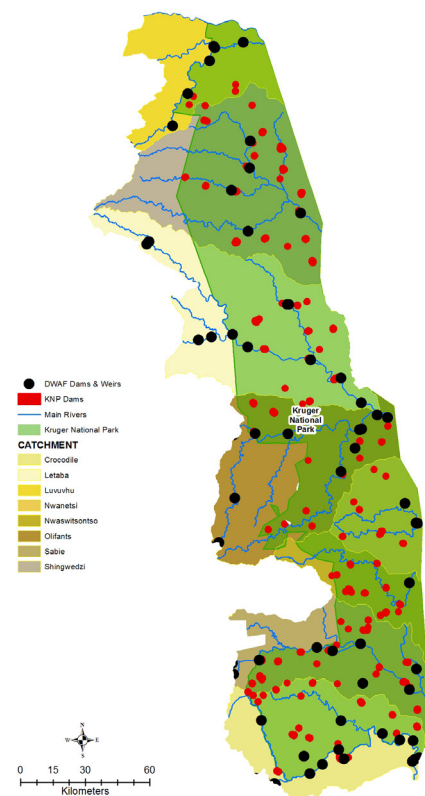 DWAF Dams & Weirs
KNP Dams
Main Rivers
Kruger National Park
CATCHMENT
Crocodile
Letaba
Luvuvhu
Nwanetsi
Nwaswitsontso
Olifants
Sabie
Shingwedzi
Kruger
National
Park
N
W E
S
0 15 30 60
Kilometers